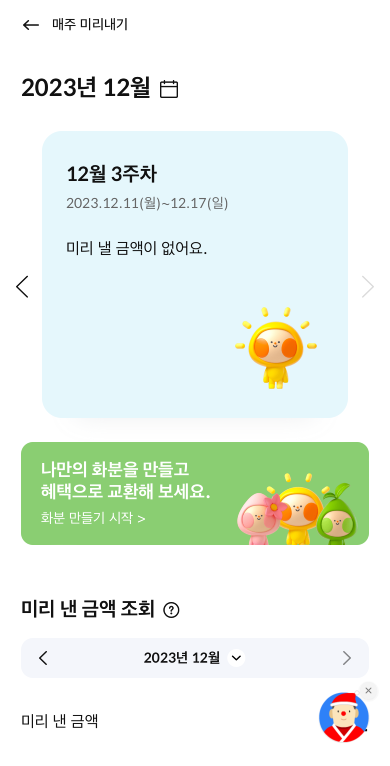 매주 미리내기
2023년 12월
12월 3주차
2023.12.11(월)~12.17(일)
미리 낼 금액이 없어요.
나만의 화분을 만들고
혜택으로 교환해 보세요.
화분 만들기 시작 >
미리 낸 금액 조회 ?
2023년 12월
미리 낸 금액